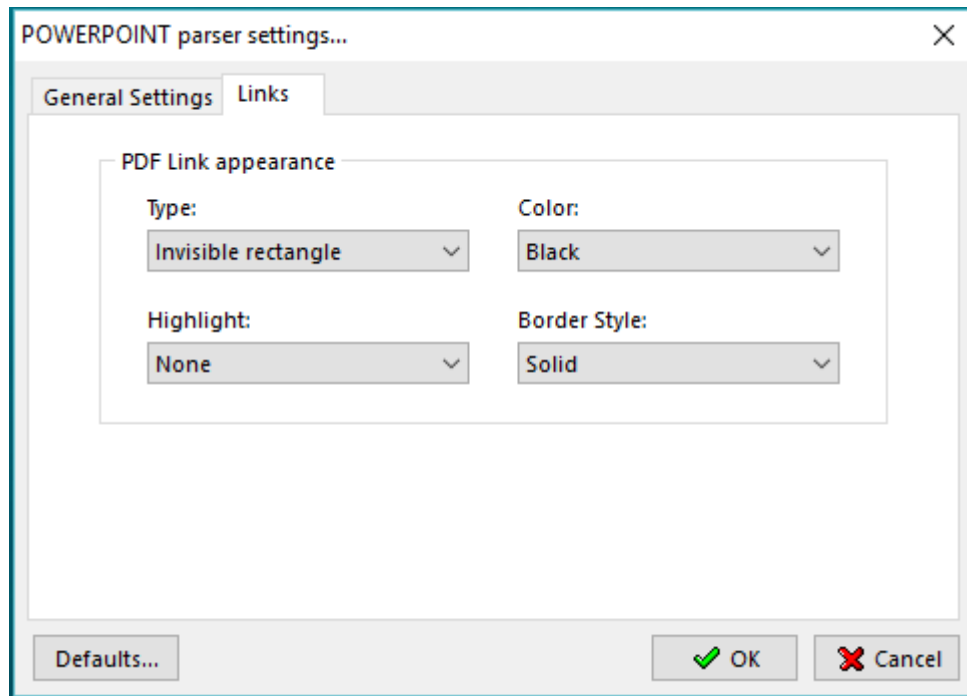 POWERPOINT parser settings...
General Settings Links
PDF Link appearance
Type: Color:
Invisible rectangle Black
Highlight: Border Style:
None Solid
Defaults... OK Cancel